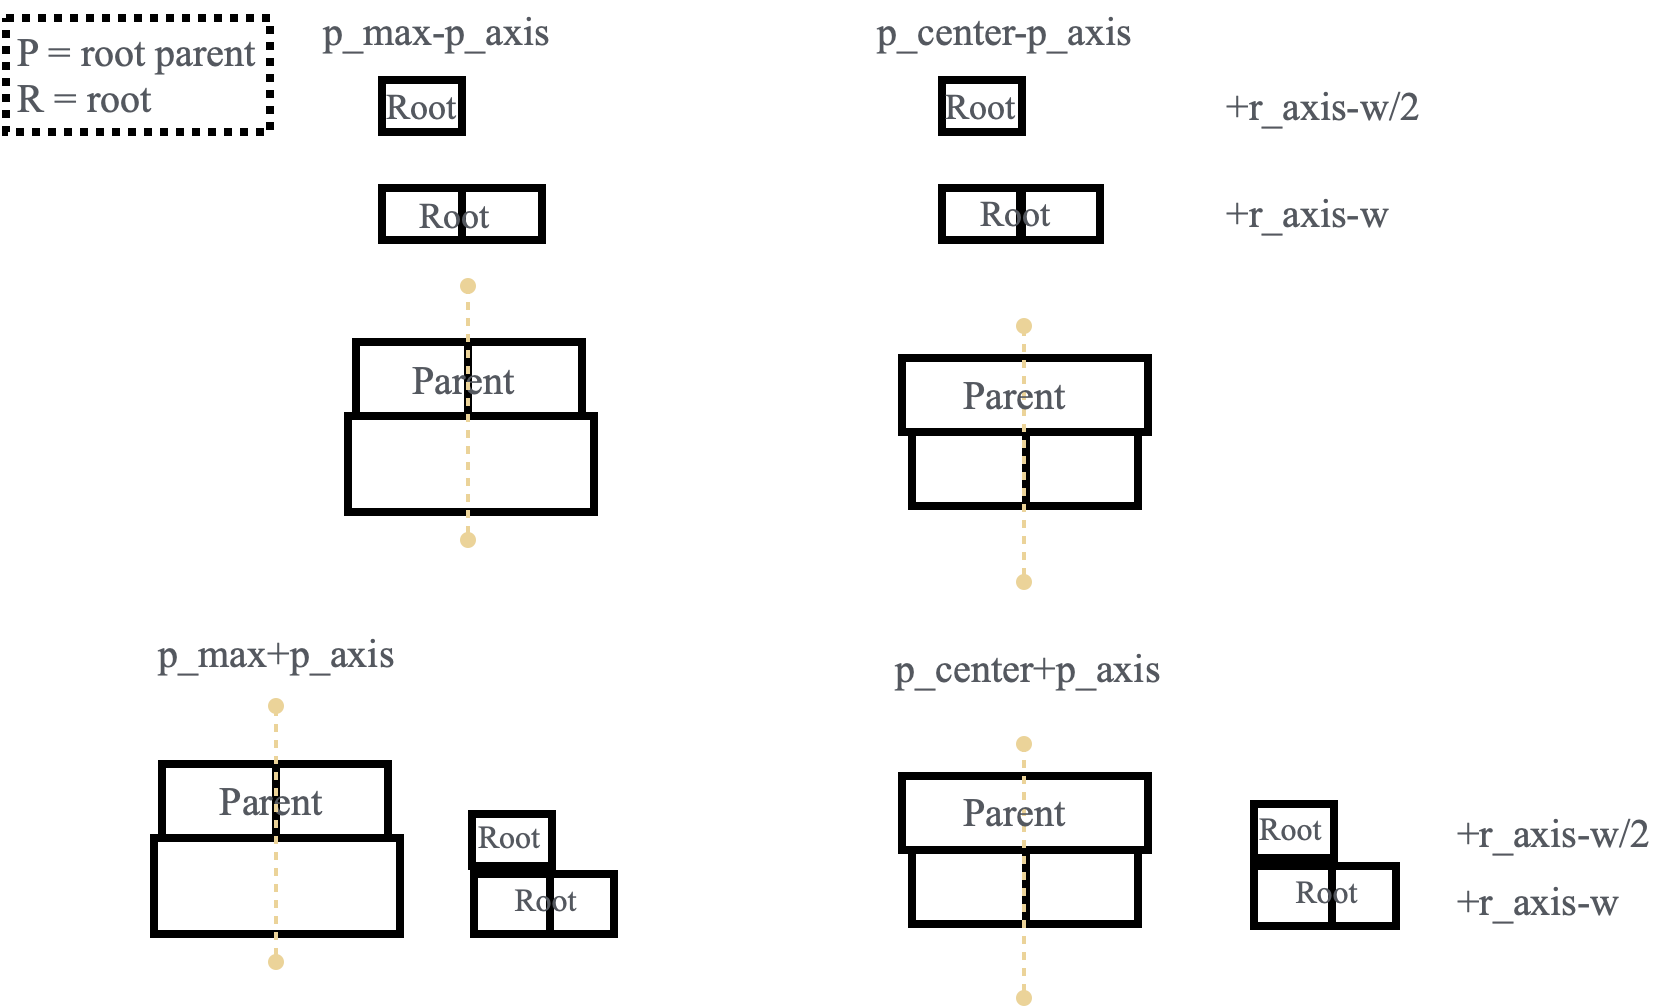 P = root parent
R = root
p_max-p_axis
p_center-p_axis
Root
Root
+r_axis-w/2
Root
Root
+r_axis-w
Parent
Parent
p_max+p_axis
p_center+p_axis
Parent
Root
Root
Parent
Root
+r_axis-w/2
Root
+r_axis-w